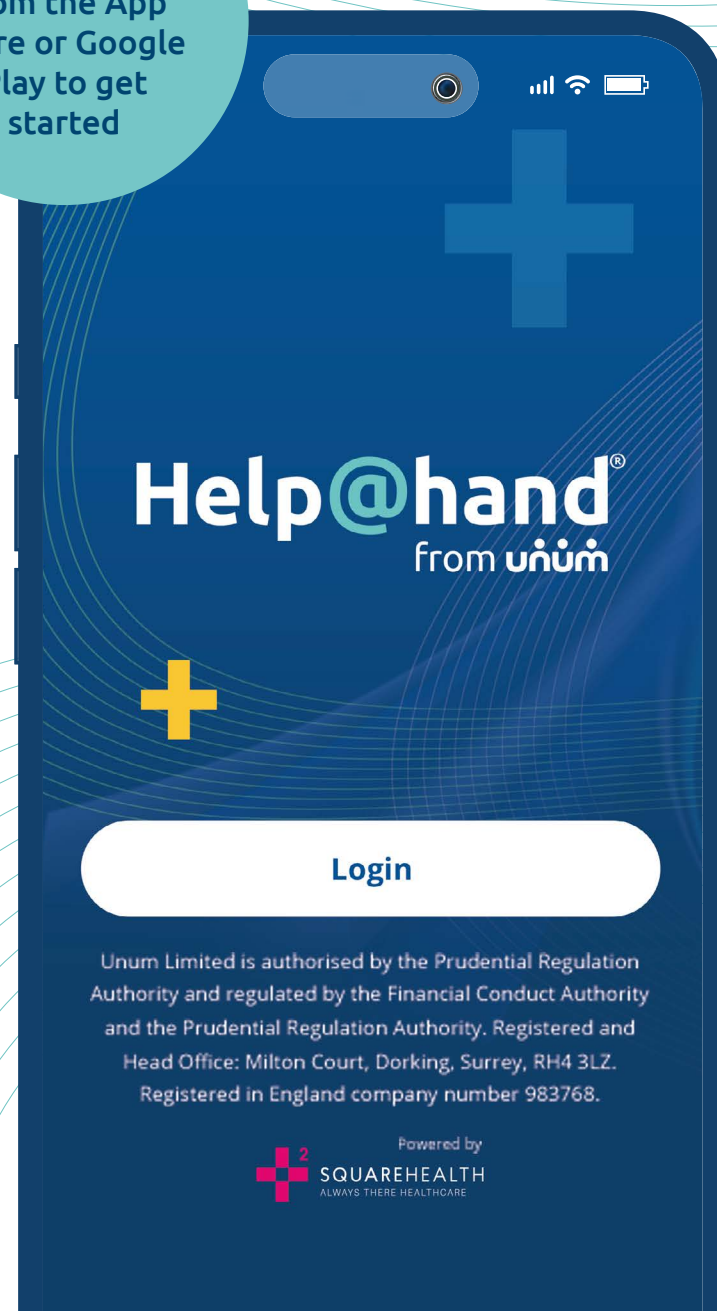 om the App
re or Google
lay to get
started
Help@hand®
from unum
Login
Unum Limited is authorised by the Prudential Regulation
Authority and regulated by the Financial Conduct Authority
and the Prudential Regulation Authority. Registered and
Head Office: Milton Court, Dorking, Surrey, RH4 3LZ.
Registered in England company number 983768.
Powered by
2
SQUAREHEALTH
ALWAYS THERE HEALTHCARE